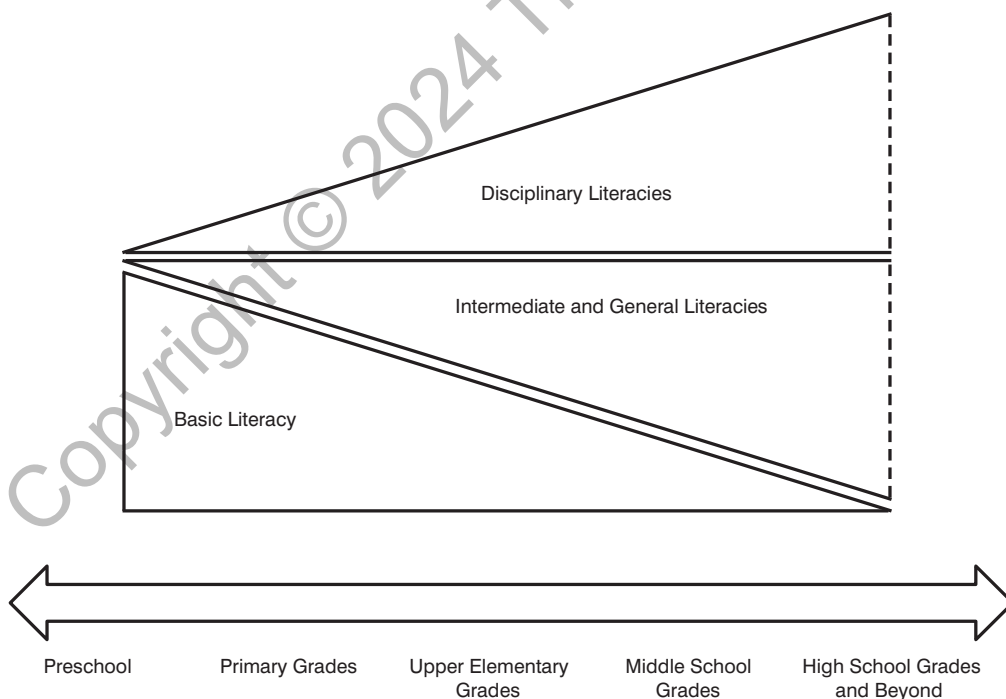 Copyright © 2024
Disciplinary Literacies
Intermediate and General Literacies
Basic Literacy
Preschool
Primary Grades
Upper Elementary
Grades
Middle School
Grades
High School Grades
and Beyond